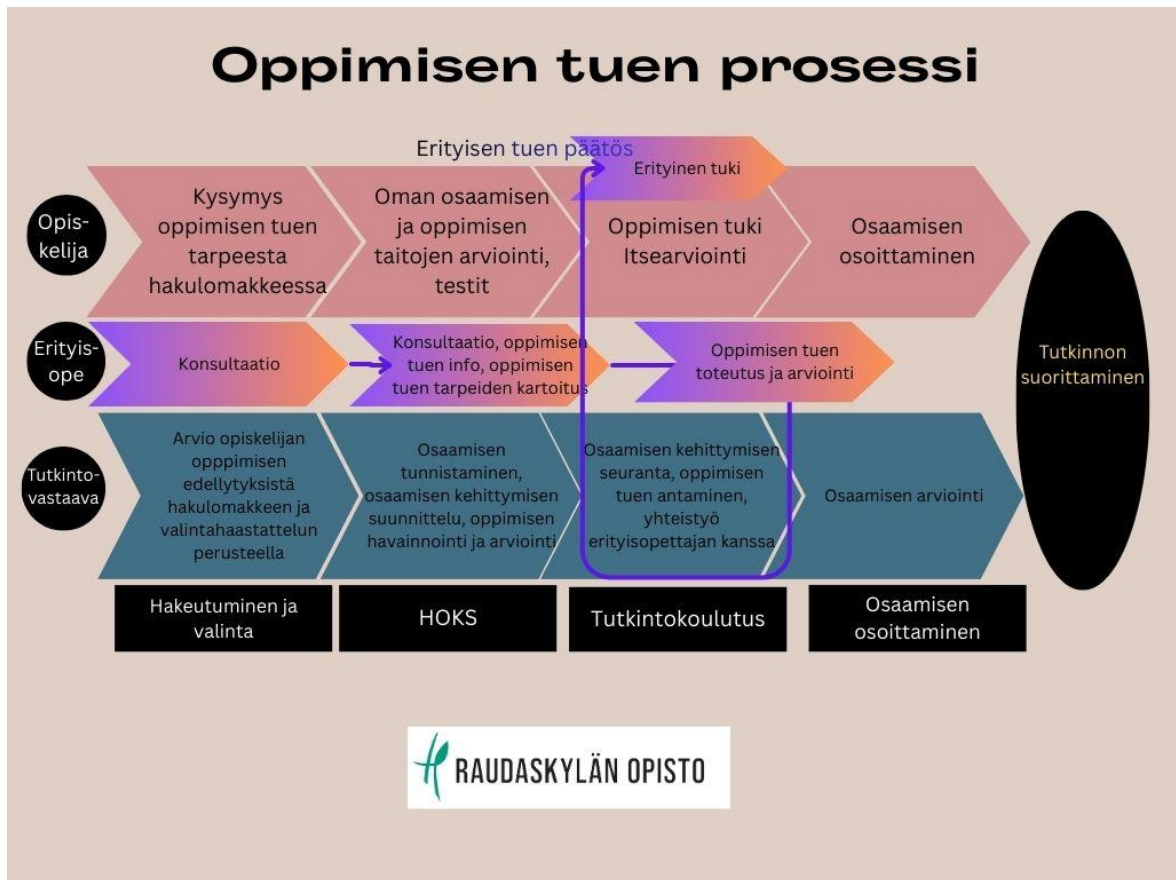 Oppimisen tuen prosessi
Erityisen tuen päätös
Erityinen tuki
Opis-
kelija
Kysymys
oppimisen tuen
tarpeesta
hakulomakkeessa
Oman osaamisen
ja oppimisen
taitojen arviointi,
testit
Oppimisen tuki
Itsearviointi
Osaamisen
osoittaminen
Erityis-
ope
Konsultaatio
Konsultaatio, oppimisen
tuen info, oppimisen
tuen tarpeiden kartoitus
Oppimisen tuen
toteutus ja arviointi
Tutkinnon
suorittaminen
Tutkinto-
vastaava
Arvio opiskelijan
opppimisen
edellytyksistä
hakulomakkeen ja
valintahaastattelun
perusteella
Osaamisen
tunnistaminen,
osaamisen kehittymisen
suunnittelu, oppimisen
havainnointi ja arviointi
Osaamisen kehittymisen
seuranta, oppimisen
tuen antaminen,
yhteistyö
erityisopettajan kanssa
Osaamisen arviointi
Hakeutuminen ja
valinta
HOKS
Tutkintokoulutus
Osaamisen
osoittaminen
RAUDASKYLÄN OPISTO